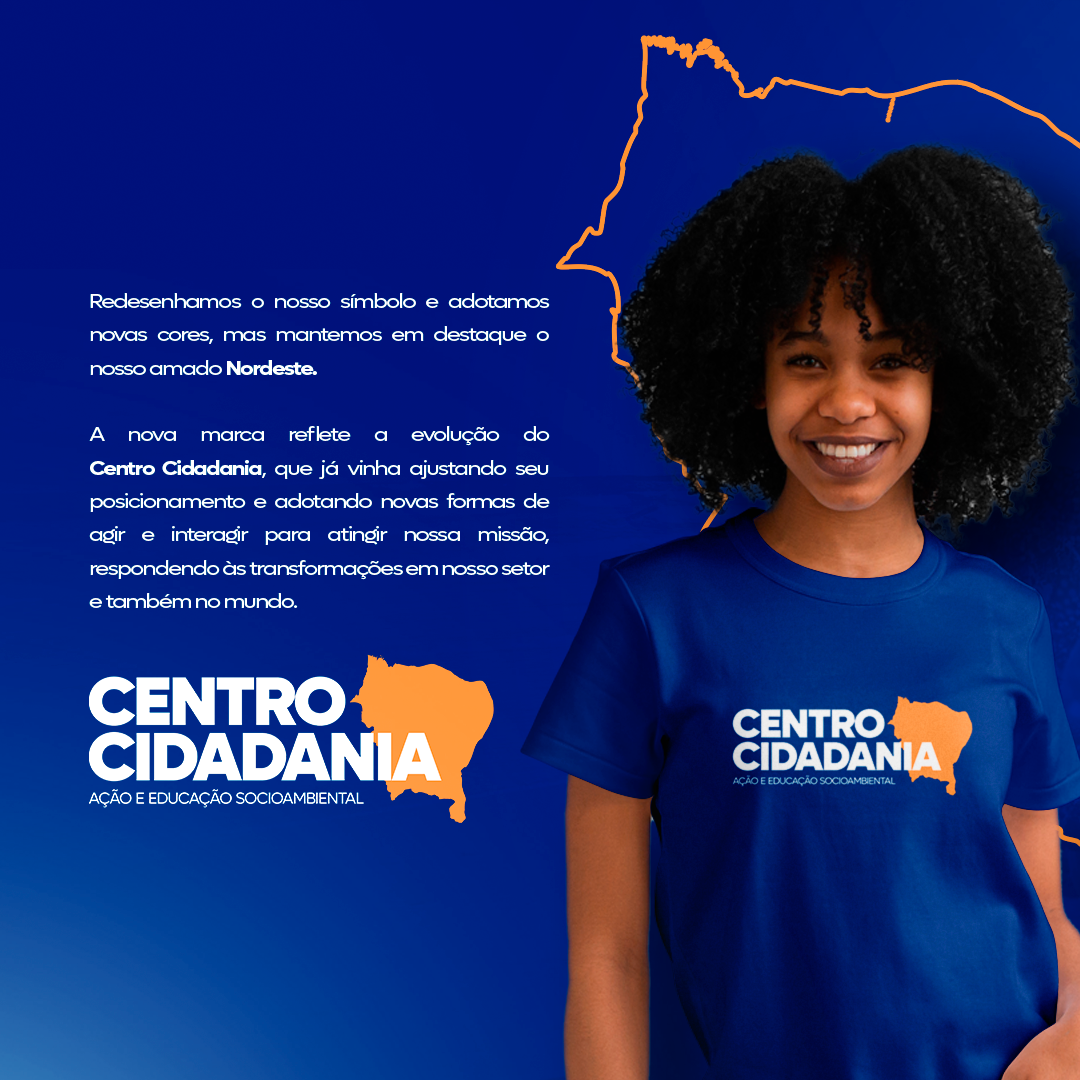 Redesenhamos o nosso símbolo e adotamos
novas cores, mas mantemos em destaque o
nosso amado Nordeste.
A nova marca reflete a evolução do
Centro Cidadania, que já vinha ajustando seu
posicionamento e adotando novas formas de
agir e interagir para atingir nossa missão,
respondendo às transformações em nosso setor
e também no mundo.
CENTRO
CIDADANIA
AÇÃO E EDUCAÇÃO SOCIOAMBIENTAL
CENTRO
CIDADANIA
AÇÃO E EDUCAÇÃO SOCIOAMBIENTAL